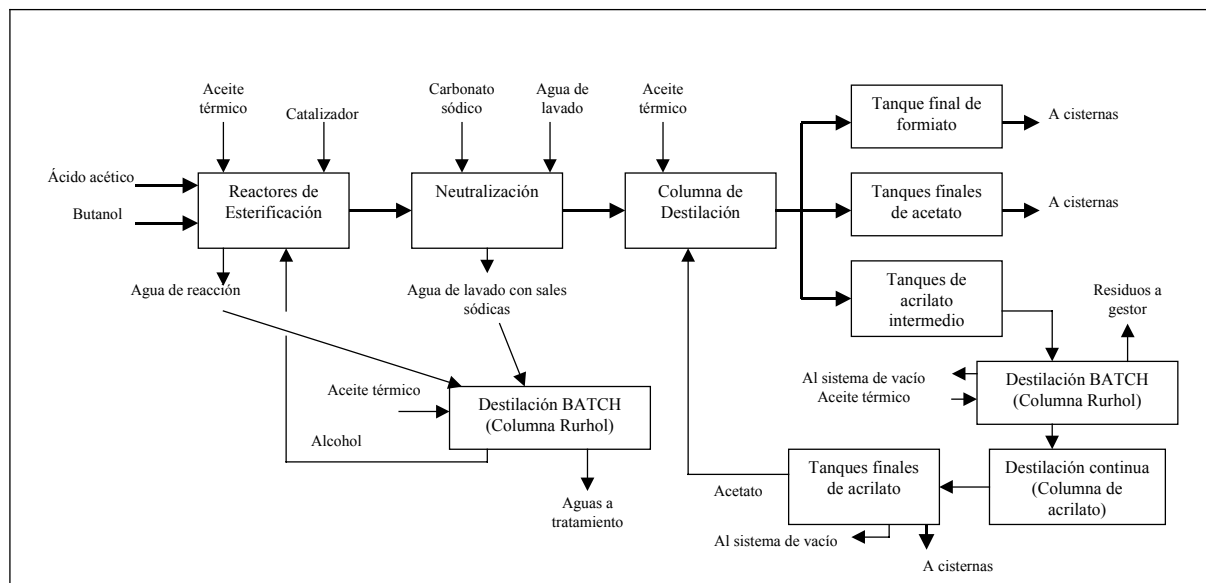 Aceite
térmico
Catalizador
Carbonato
sódico
Agua de
lavado
Aceite
térmico
Tanque final de
formiato
A cisternas
Ácido acético
Butanol
Reactores de
Esterificación
Neutralización
Columna de
Destilación
Tanques finales
de acetato
A cisternas
Agua de reacción
Agua de lavado con sales
sódicas
Tanques de
acrilato
intermedio
Residuos a
gestor
Aceite térmico
Destilación BATCH
(Columna Rurhol)
Al sistema de vacío
Aceite térmico
Destilación BATCH
(Columna Rurhol)
Alcohol
Aguas a
tratamiento
Acetato
Tanques finales
de acrilato
Destilación continua
(Columna de
acrilato)
Al sistema de vacío
A cisternas